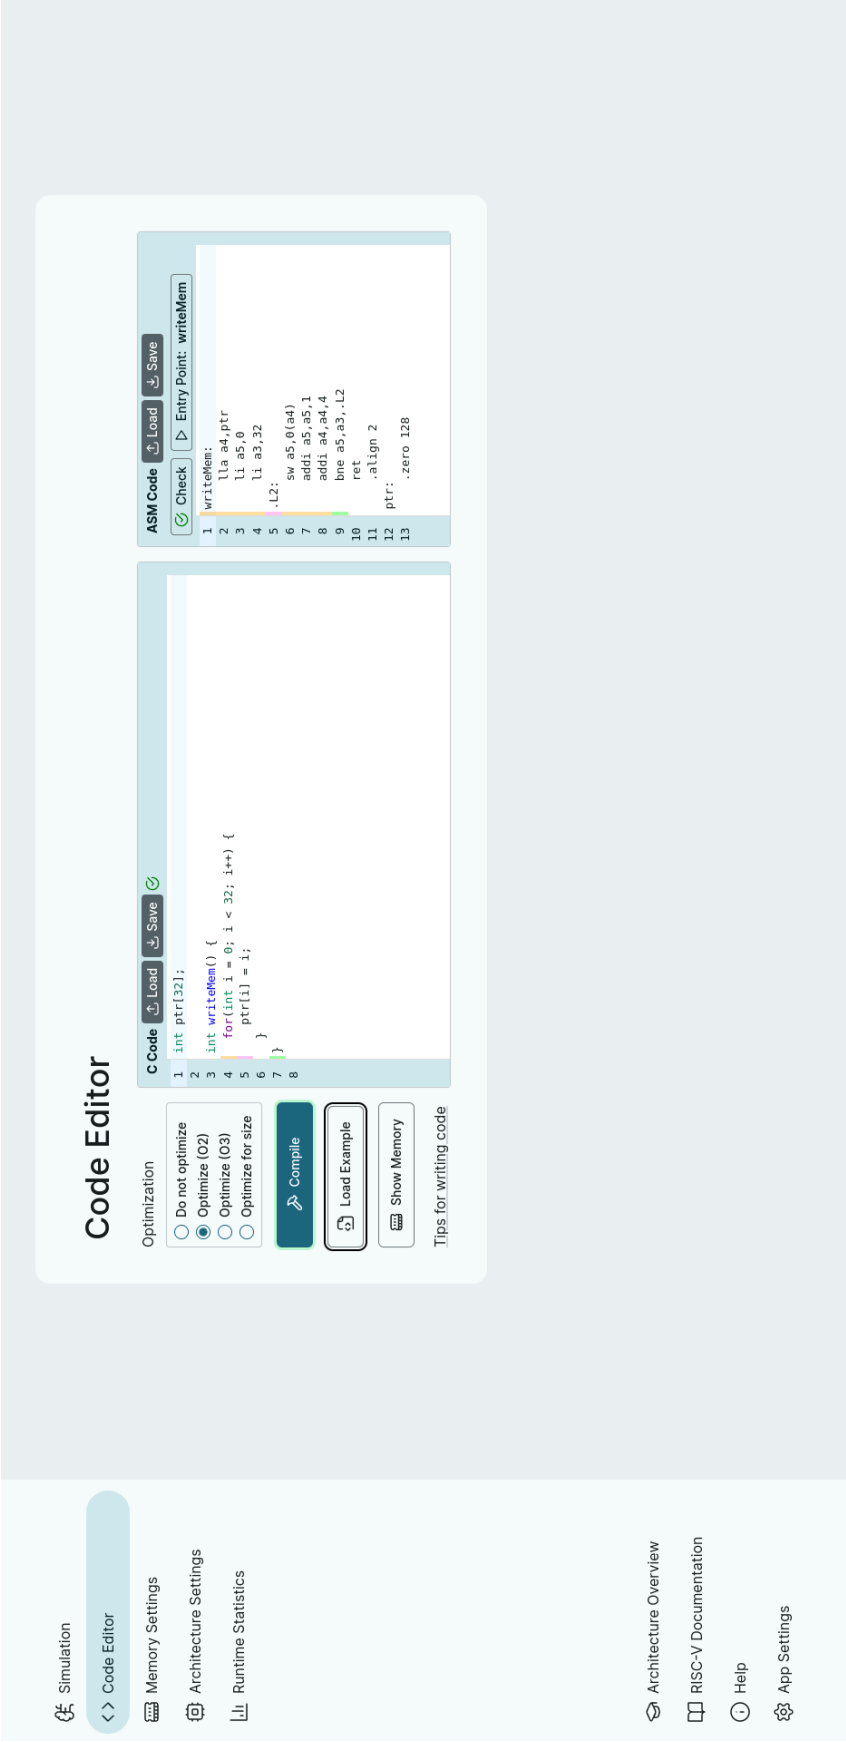 Simulation
Code Editor
Memory Settings
Architecture Settings
Runtime Statistics
Architecture Overview
RISC-V Documentation
Help
App Settings
Code Editor
Optimization
Do not optimize
Optimize (O2)
Optimize (O3)
Optimize for size
Compile
Load Example
Show Memory
Tips for writing code
C Code Load Save
1 int ptr[32];
2
3 int writeMem() {
4   for(int i = 0; i < 32; i++) {
5     ptr[i] = i;
6   }
7 }
8
ASM Code Load Save
Check Entry Point: writeMem
1 writeMem:
2     lla a4,ptr
3     li a5,0
4     li a3,32
5 .L2:
6     sw a5,0(a4)
7     addi a5,a5,1
8     addi a4,a4,4
9     bne a5,a3,.L2
10     ret
11     .align 2
12 ptr:
13     .zero 128